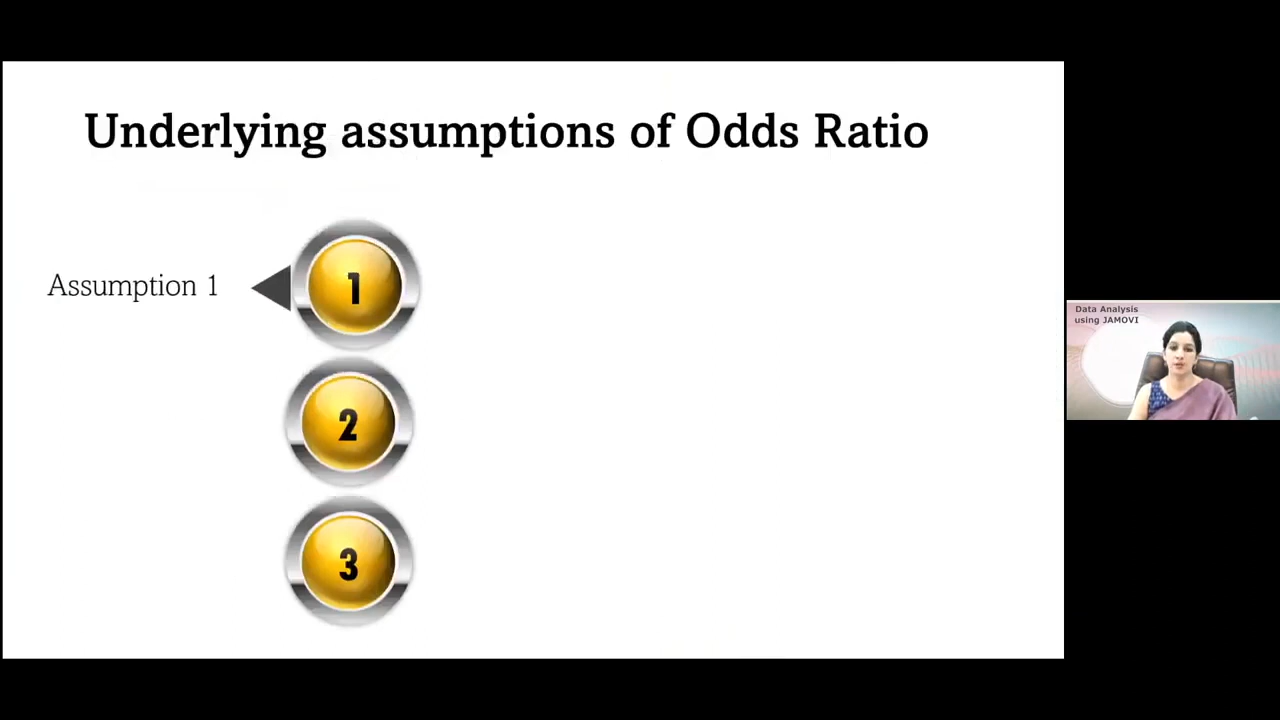 Underlying assumptions of Odds Ratio
Assumption 1
1
2
3
Data Analysis
using JAMOVI